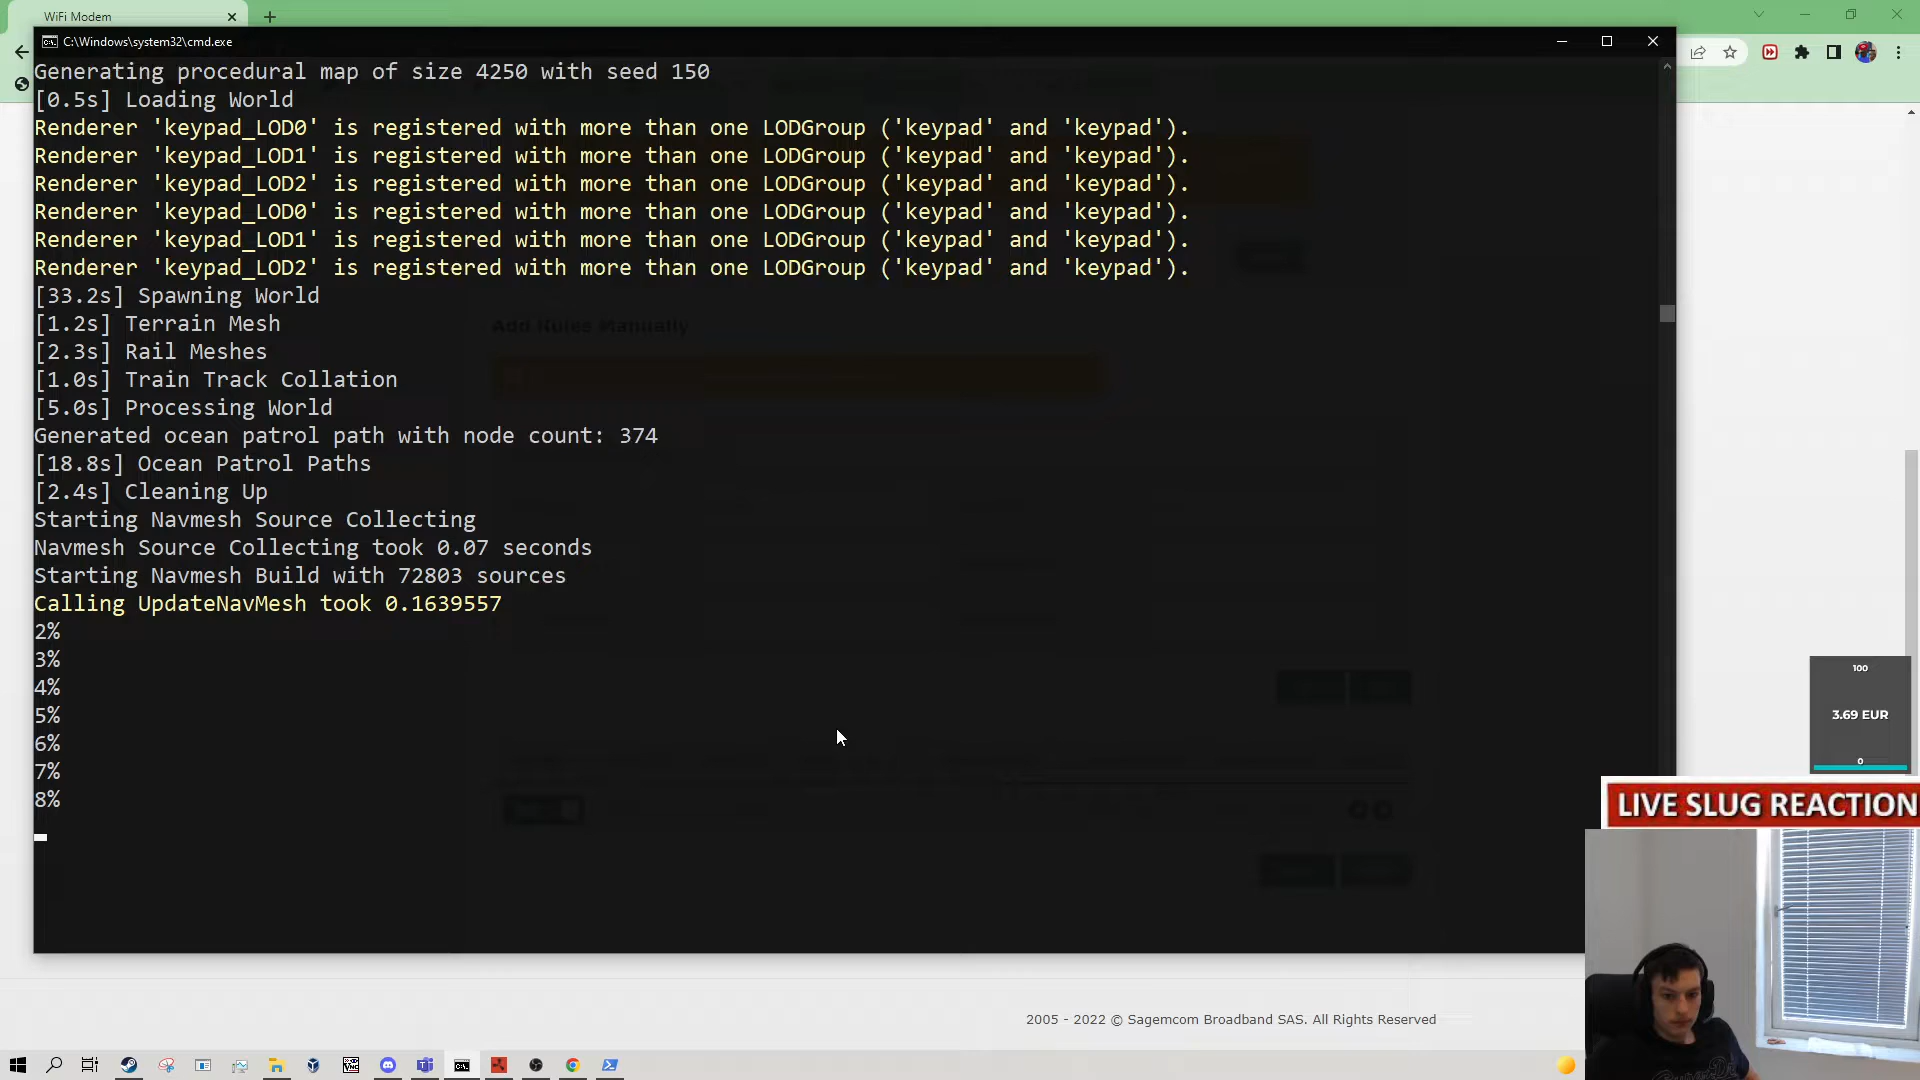 WiFi Modem
C:\Windows\system32\cmd.exe
Generating procedural map of size 4250 with seed 150
[0.5s] Loading World
Renderer 'keypad_LOD0' is registered with more than one LODGroup ('keypad' and 'keypad').
Renderer 'keypad_LOD1' is registered with more than one LODGroup ('keypad' and 'keypad').
Renderer 'keypad_LOD2' is registered with more than one LODGroup ('keypad' and 'keypad').
Renderer 'keypad_LOD0' is registered with more than one LODGroup ('keypad' and 'keypad').
Renderer 'keypad_LOD1' is registered with more than one LODGroup ('keypad' and 'keypad').
Renderer 'keypad_LOD2' is registered with more than one LODGroup ('keypad' and 'keypad').
[33.2s] Spawning World
[1.2s] Terrain Mesh
Add Rules Manually
[2.3s] Rail Meshes
[1.0s] Train Track Collation
[5.0s] Processing World
Generated ocean patrol path with node count: 374
[18.8s] Ocean Patrol Paths
[2.4s] Cleaning Up
Starting Navmesh Source Collecting
Navmesh Source Collecting took 0.07 seconds
Starting Navmesh Build with 72803 sources
Calling UpdateNavMesh took 0.1639557
2%
3%
4%
5%
6%
7%
8%
100
3.69 EUR
0
LIVE SLUG REACTION
2005 - 2022 © Sagemcom Broadband SAS. All Rights Reserved